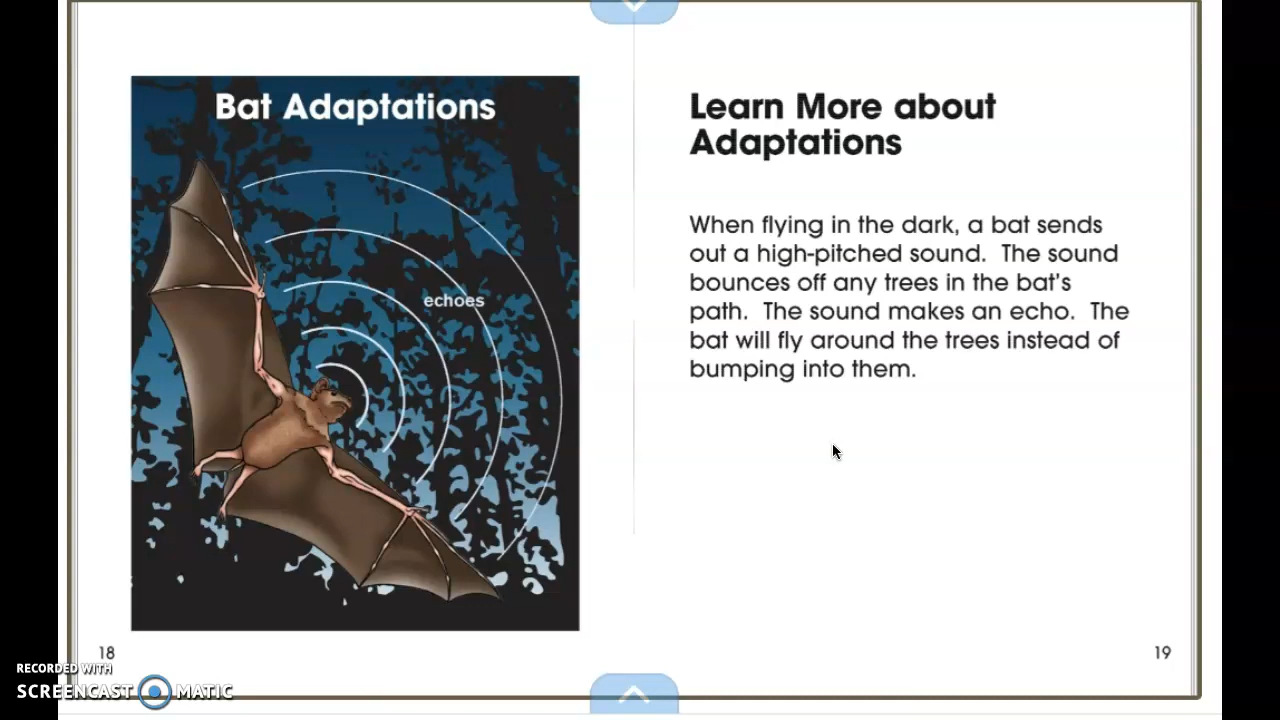 Bat Adaptations
echoes
18
Learn More about
Adaptations
When flying in the dark, a bat sends
out a high-pitched sound.  The sound
bounces off any trees in the bat's
path.  The sound makes an echo.  The
bat will fly around the trees instead of
bumping into them.
19
RECORDED WITH
SCREENCAST MATIC